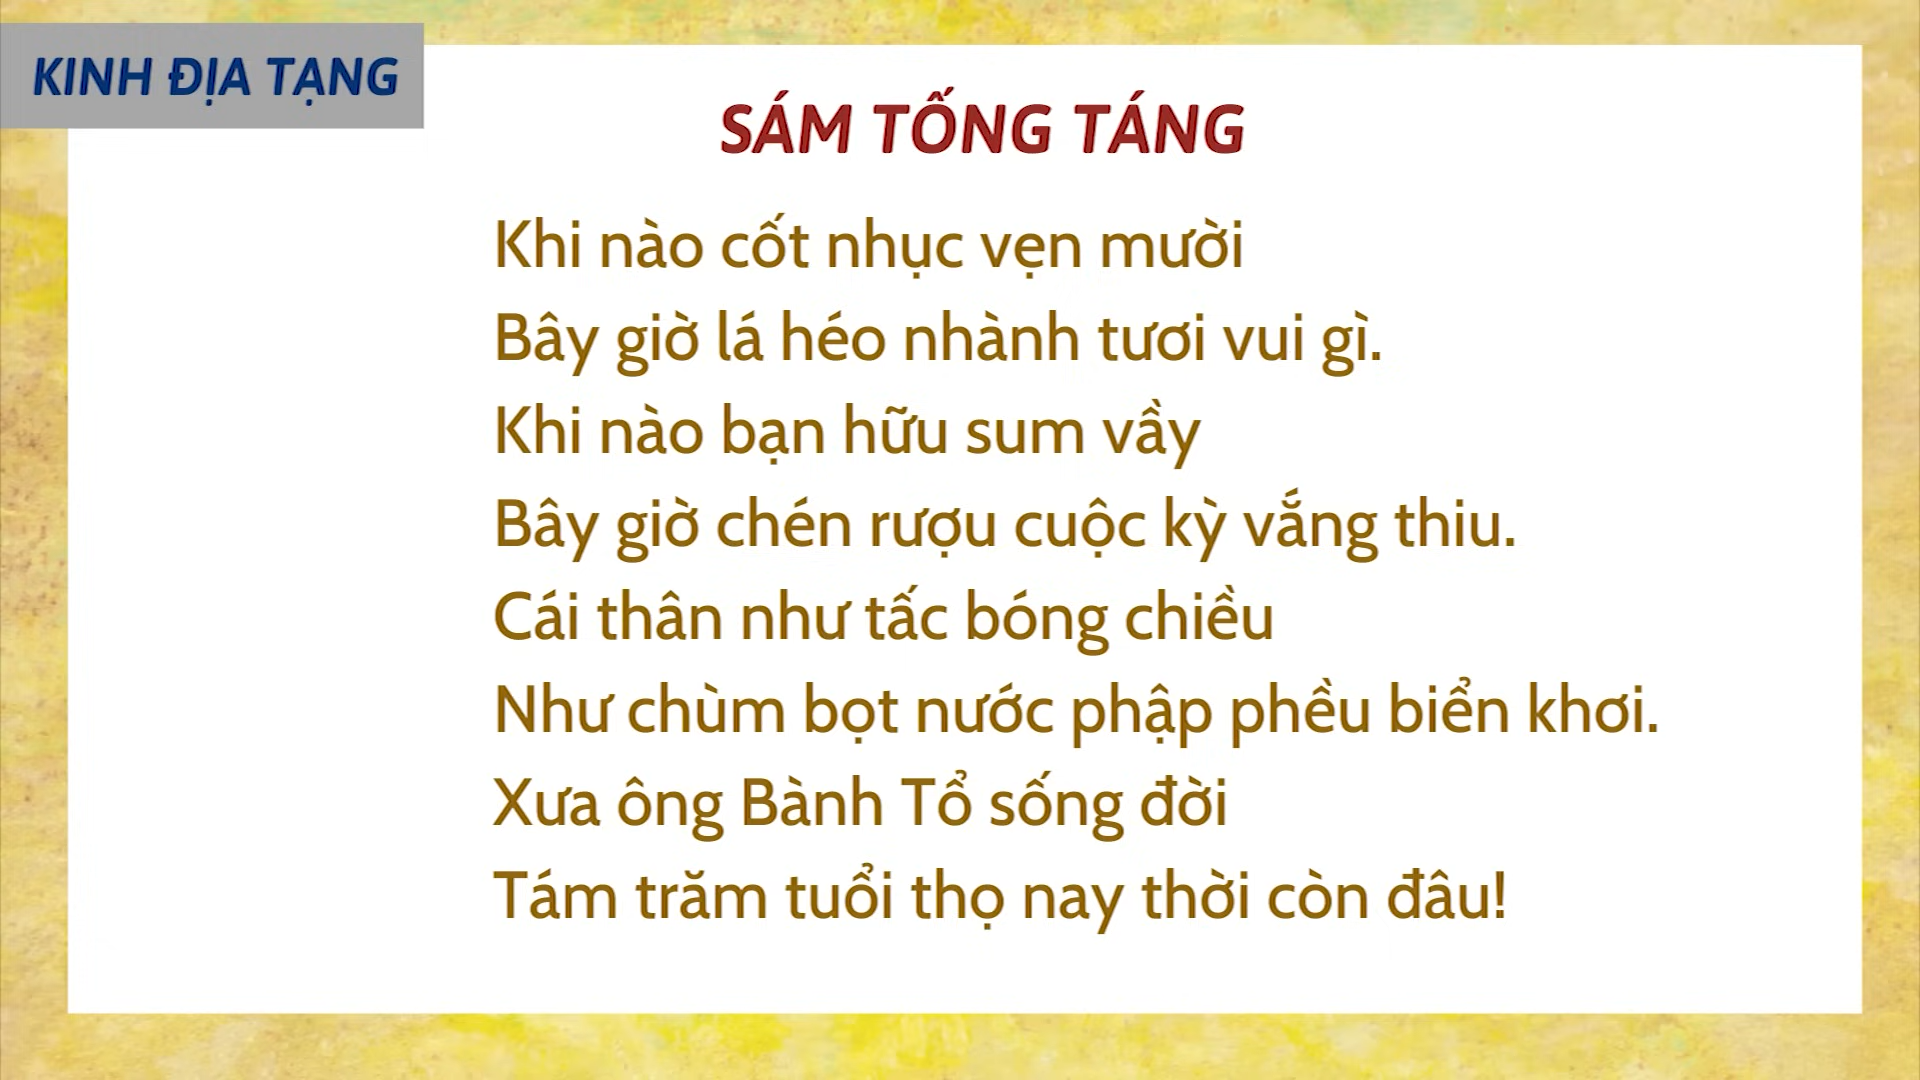 KINH ĐỊA TẠNG
SÁM TỐNG TÁNG
Khi nào cốt nhục vẹn mười
Bây giờ lá héo nhành tươi vui gì.
Khi nào bạn hữu sum vầy
Bây giờ chén rượu cuộc kỳ vắng thiu.
Cái thân như tấc bóng chiều
Như chùm bọt nước phập phều biển khơi.
Xưa ông Bành Tổ sống đời
Tám trăm tuổi thọ nay thời còn đâu!